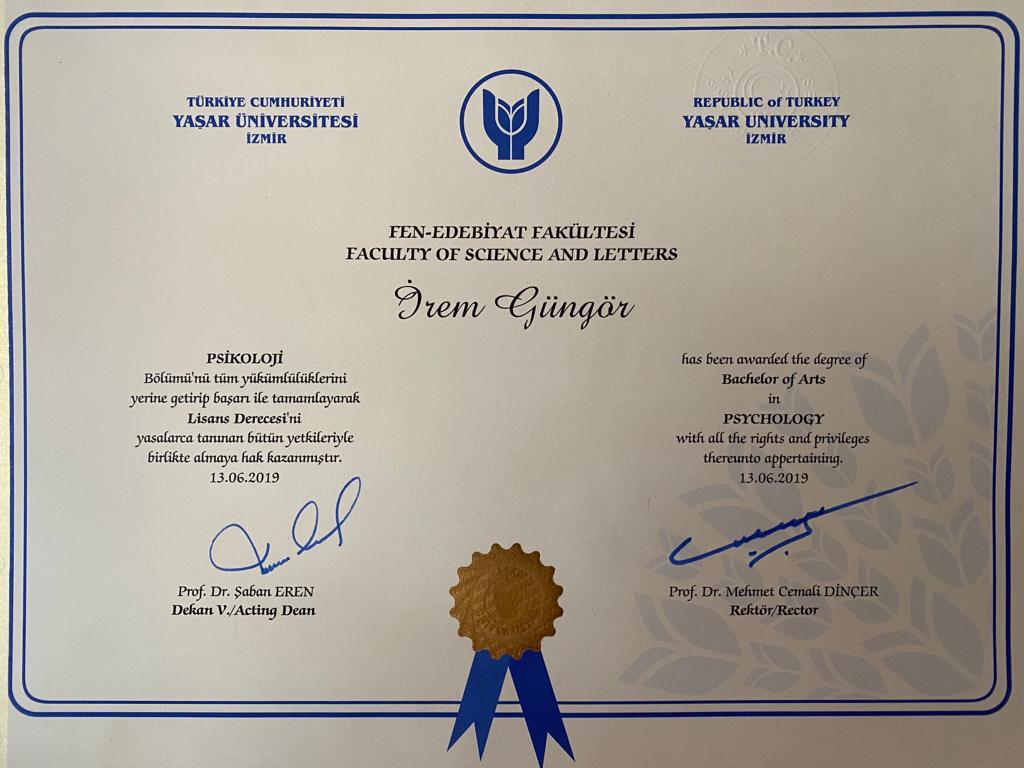 TÜRKİYE CUMHURİYETİ
YAŞAR ÜNİVERSİTESİ
İZMİR
REPUBLIC of TURKEY
YAŞAR UNIVERSITY
İZMİR
T.C.
FEN-EDEBİYAT FAKÜLTESİ
FACULTY OF SCIENCE AND LETTERS
İrem Güngör
PSİKOLOJİ
Bölümü'nü tüm yükümlülüklerini
yerine getirip başarı ile tamamlayarak
Lisans Derecesi'ni
yasalarca tanınan bütün yetkileriyle
birlikte almaya hak kazanmıştır.
13.06.2019
Prof. Dr. Şaban EREN
Dekan V./Acting Dean
has been awarded the degree of
Bachelor of Arts
in
PSYCHOLOGY
with all the rights and privileges
thereunto appertaining.
13.06.2019
Prof. Dr. Mehmet Cemali DİNÇER
Rektör/Rector